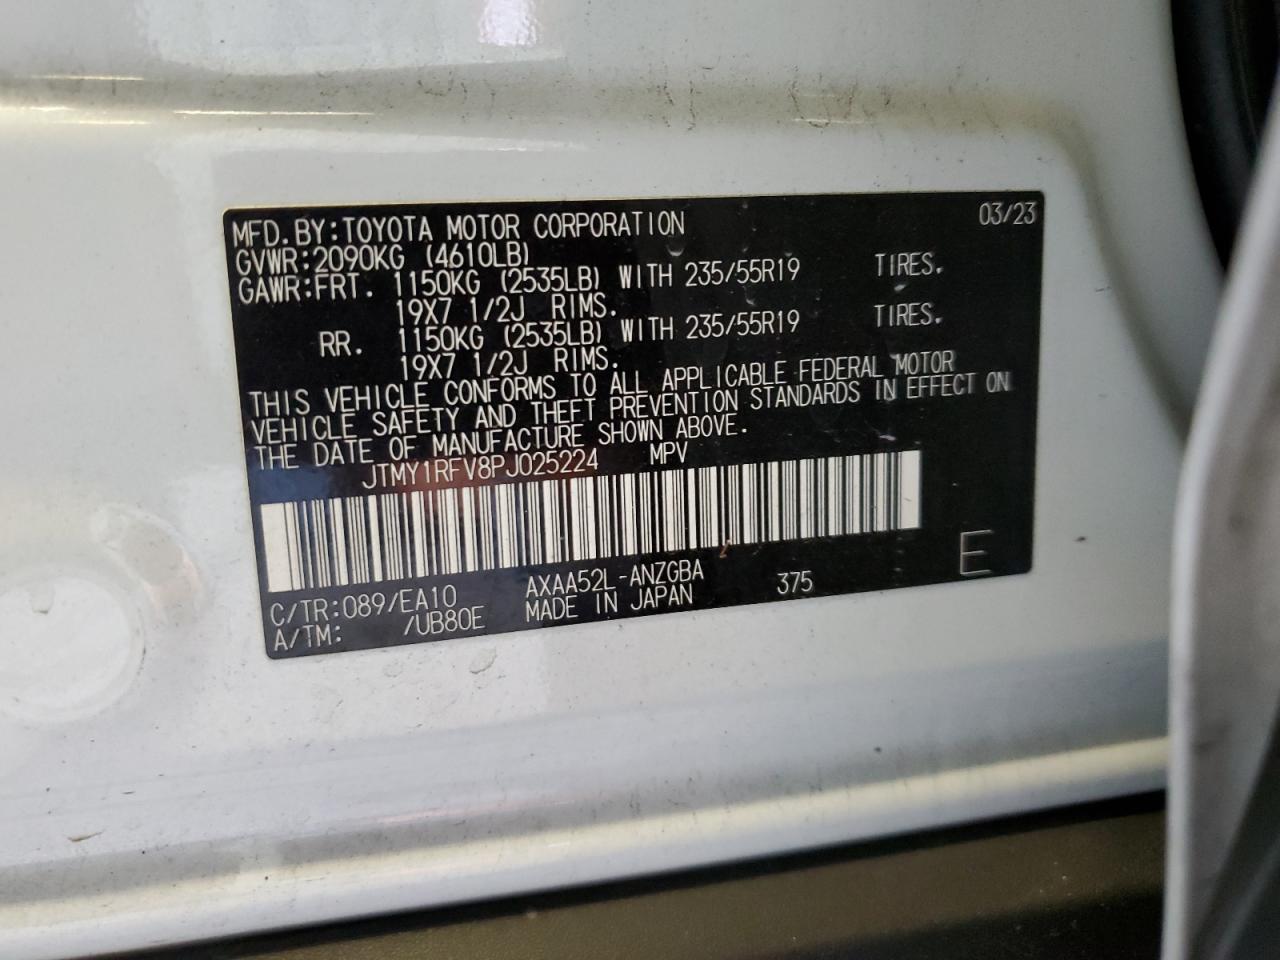 MFD.BY:TOYOTA MOTOR CORPORATION 03/23
GVWR:2090KG (4610LB)
GAWR:FRT. 1150KG (2535LB) WITH 235/55R19 TIRES.
19X7 1/2J RIMS.
RR. 1150KG (2535LB) WITH 235/55R19 TIRES.
19X7 1/2J RIMS.
THIS VEHICLE CONFORMS TO ALL APPLICABLE FEDERAL MOTOR
VEHICLE SAFETY AND THEFT PREVENTION STANDARDS IN EFFECT ON
THE DATE OF MANUFACTURE SHOWN ABOVE.
JTMY1RFV8PJ025224 MPV
C/TR:089/EA10 AXAA52L-ANZGBA 375 E
A/TM: /UB80E MADE IN JAPAN